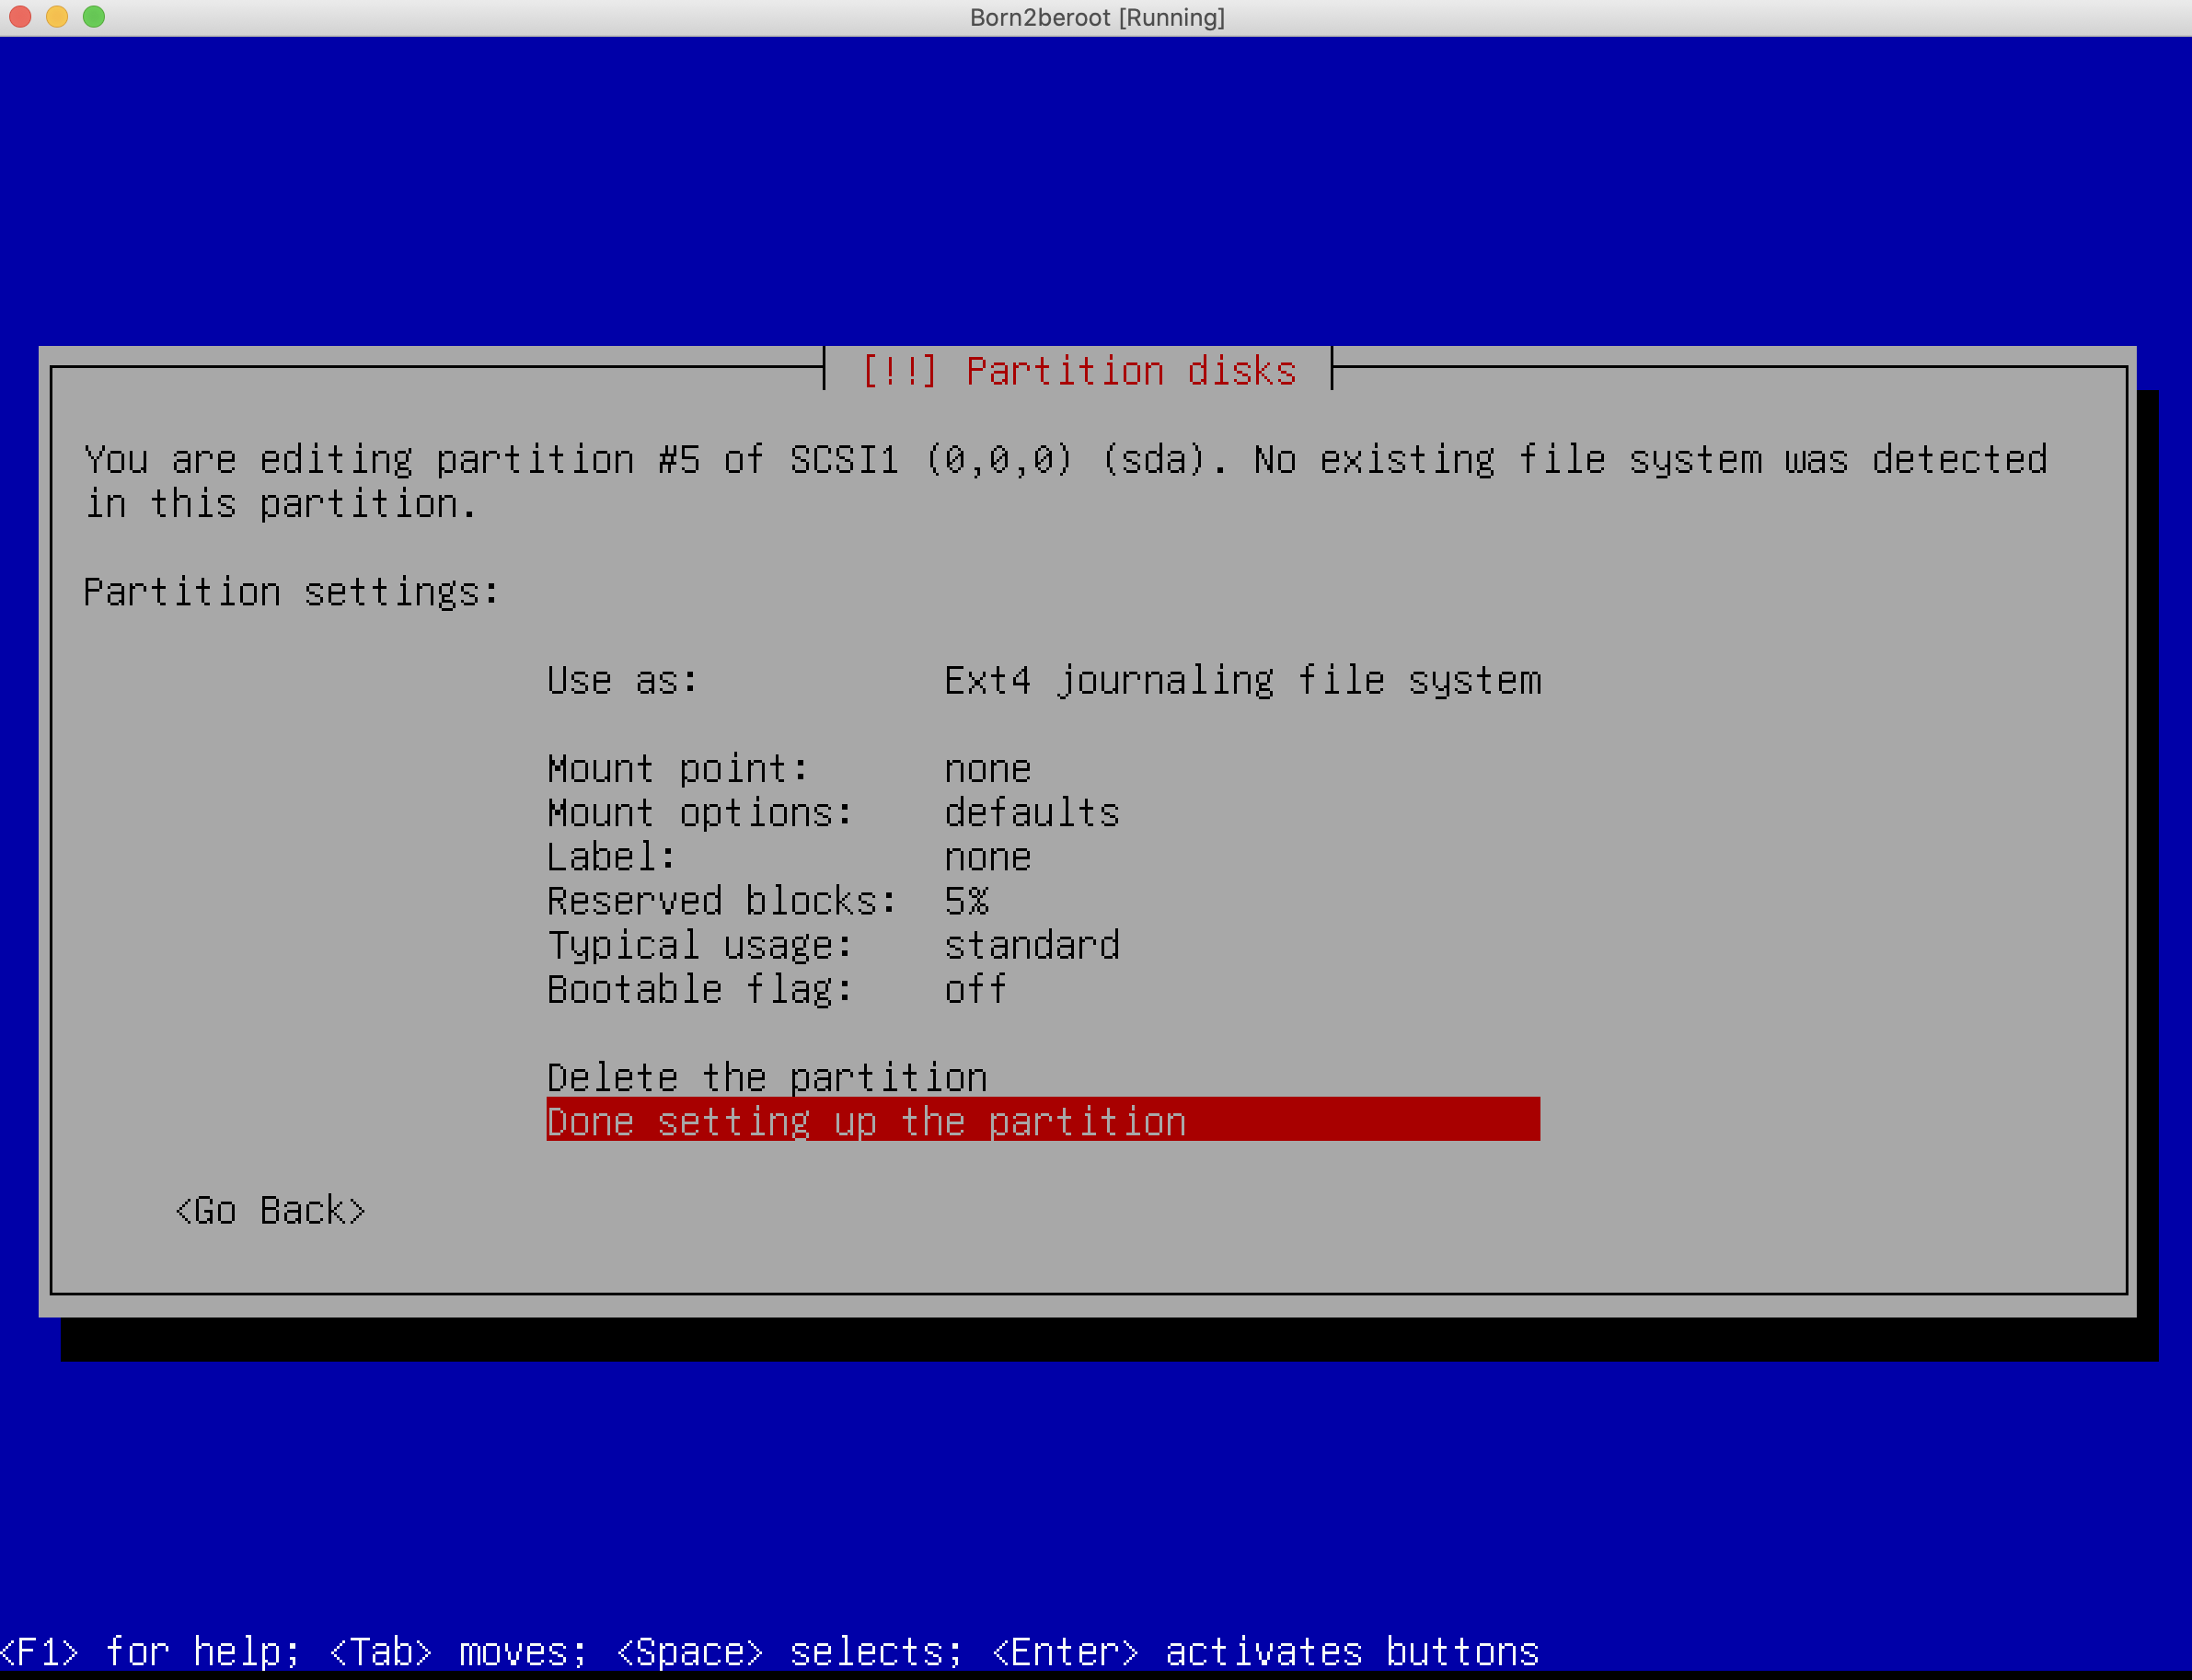 Born2beroot [Running]
[!!] Partition disks
You are editing partition #5 of SCSI1 (0,0,0) (sda). No existing file system was detected
in this partition.
Partition settings:
Use as: Ext4 journaling file system
Mount point: none
Mount options: defaults
Label: none
Reserved blocks: 5%
Typical usage: standard
Bootable flag: off
Delete the partition
Done setting up the partition
<Go Back>
<F1> for help; <Tab> moves; <Space> selects; <Enter> activates buttons